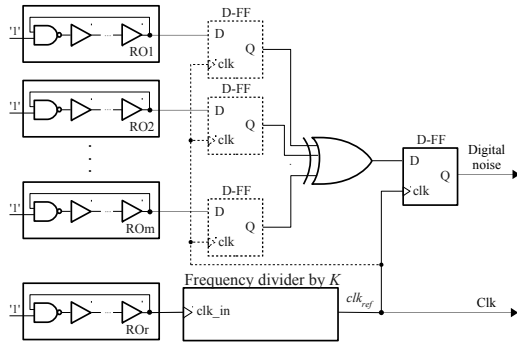 D-FF
'1'
D
Q
clk
RO1
D-FF
'1'
D
Q
clk
RO2
D-FF
D-FF
Digital
noise
D
Q
clk
'1'
D
Q
clk
ROm
Frequency divider by K
'1'
clk_in
clkref
Clk
ROr